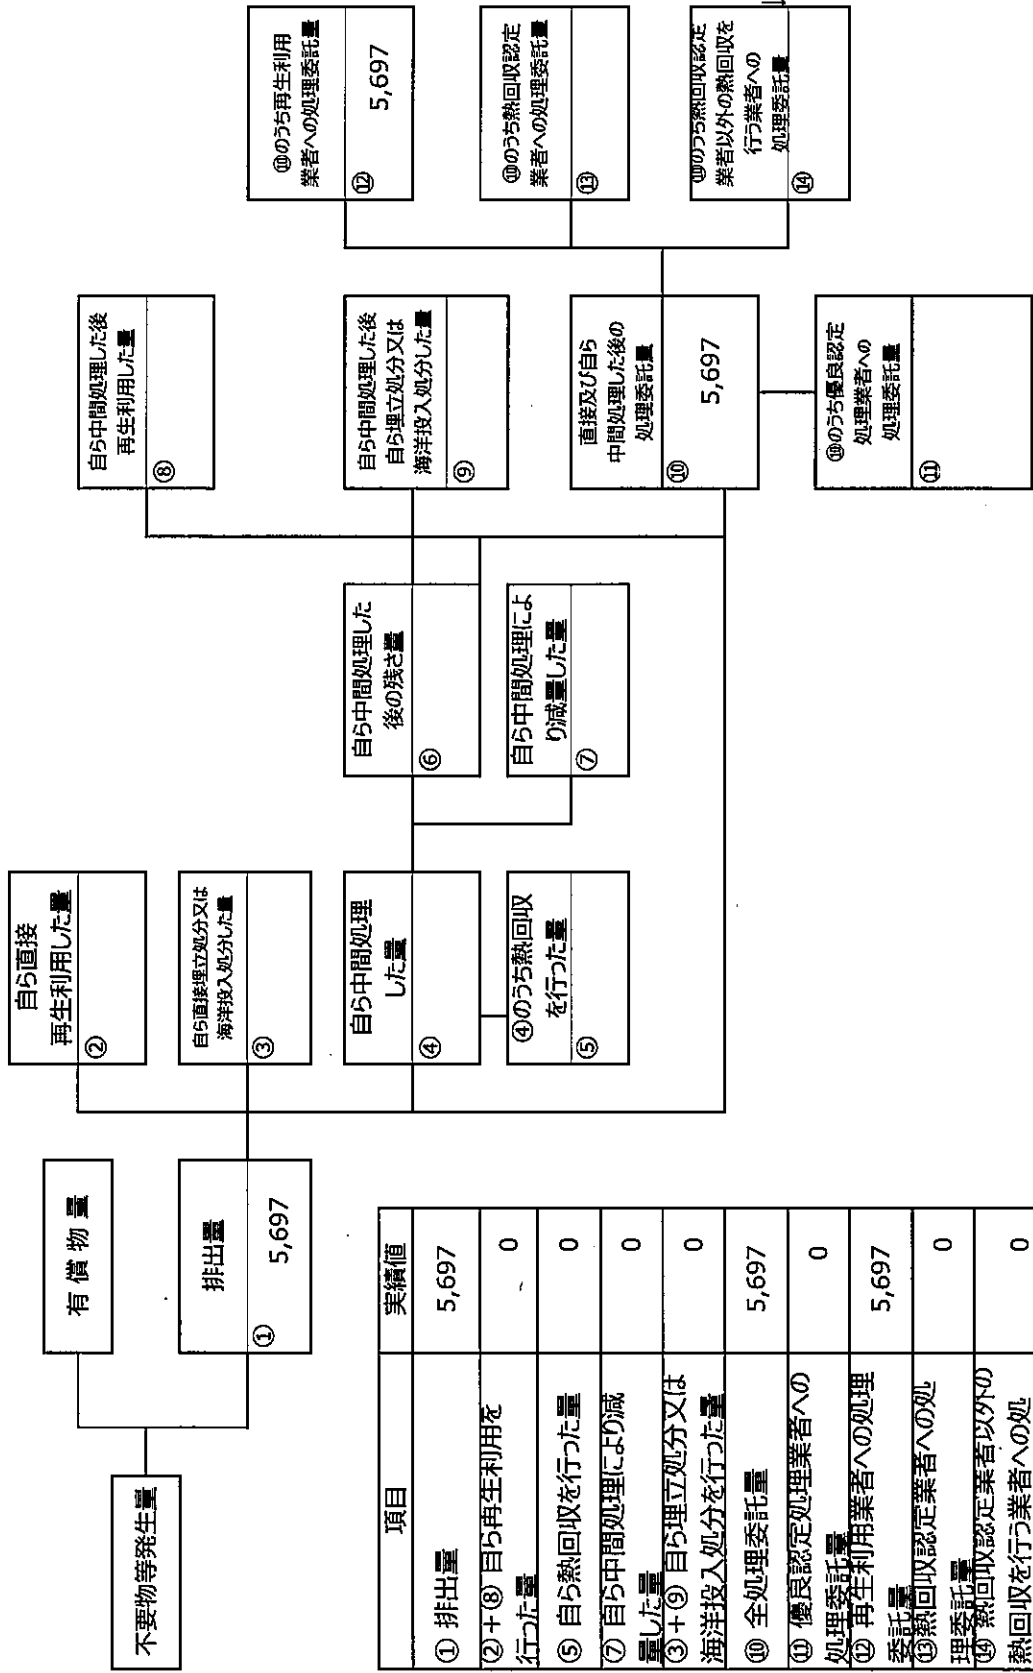 不要物等発生量
有 償 物 量
排出量
①
5,697
自ら直接
再生利用した量
②
自ら直接埋立処分又は
海洋投入処分した量
③
自ら中間処理
した量
④
④のうち熱回収
を行った量
⑤
自ら中間処理した
後の残さ量
⑥
自ら中間処理によ
り減量した量
⑦
自ら中間処理した後
再生利用した量
⑧
自ら中間処理した後
自ら埋立処分又は
海洋投入処分した量
⑨
直接及び自ら
中間処理した後の
処理委託量
⑩
5,697
⑩のうち優良認定
処理業者への
処理委託量
⑪
⑩のうち再生利用
業者への処理委託量
⑫
5,697
⑩のうち熱回収認定
業者への処理委託量
⑬
⑩のうち熱回収認定
業者以外の熱回収を
行う業者への
処理委託量
⑭
項目 実績値
① 排出量 5,697
②+⑧ 自ら再生利用を
行った量 0
⑤ 自ら熱回収を行った量 0
⑦ 自ら中間処理により減
量した量 0
③+⑨ 自ら埋立処分又は
海洋投入処分を行った量 0
⑩ 全処理委託量 5,697
⑪ 優良認定処理業者への
処理委託量 0
⑫ 再生利用業者への処理
委託量 5,697
⑬熱回収認定業者への処
理委託量 0
⑭ 熱回収認定業者以外の
熱回収を行う業者への処 0